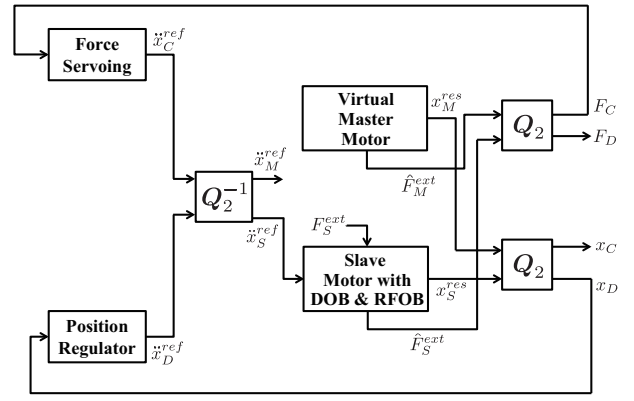 Force
Servoing
ẍ_C^{ref}
Virtual
Master
Motor
x_M^{res}
Q_2
F_C
F_D
ẍ_M^{ref}
F̂_M^{ext}
Q_2^{-1}
ẍ_S^{ref}
F_S^{ext}
Slave
Motor with
DOB & RFOB
x_S^{res}
Q_2
x_C
x_D
Position
Regulator
ẍ_D^{ref}
F̂_S^{ext}